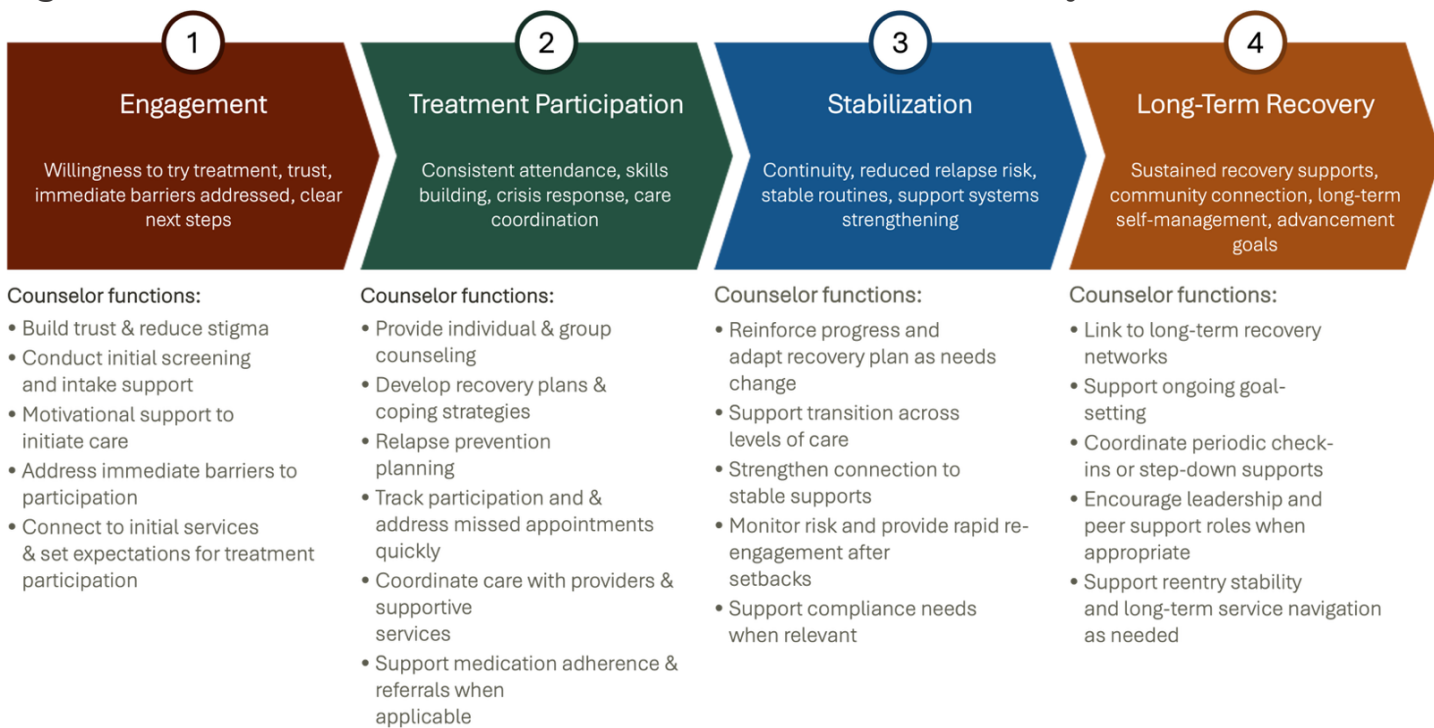 1
Engagement
Willingness to try treatment, trust,
immediate barriers addressed, clear
next steps
Counselor functions:
• Build trust & reduce stigma
• Conduct initial screening
and intake support
• Motivational support to
initiate care
• Address immediate barriers to
participation
• Connect to initial services
& set expectations for treatment
participation
2
Treatment Participation
Consistent attendance, skills
building, crisis response, care
coordination
Counselor functions:
• Provide individual & group
counseling
• Develop recovery plans &
coping strategies
• Relapse prevention
planning
• Track participation and &
address missed appointments
quickly
• Coordinate care with providers &
supportive
services
• Support medication adherence &
referrals when
applicable
3
Stabilization
Continuity, reduced relapse risk,
stable routines, support systems
strengthening
Counselor functions:
• Reinforce progress and
adapt recovery plan as needs
change
• Support transition across
levels of care
• Strengthen connection to
stable supports
• Monitor risk and provide rapid re-
engagement after
setbacks
• Support compliance needs
when relevant
4
Long-Term Recovery
Sustained recovery supports,
community connection, long-term
self-management, advancement
goals
Counselor functions:
• Link to long-term recovery
networks
• Support ongoing goal-
setting
• Coordinate periodic check-
ins or step-down supports
• Encourage leadership and
peer support roles when
appropriate
• Support reentry stability
and long-term service navigation
as needed